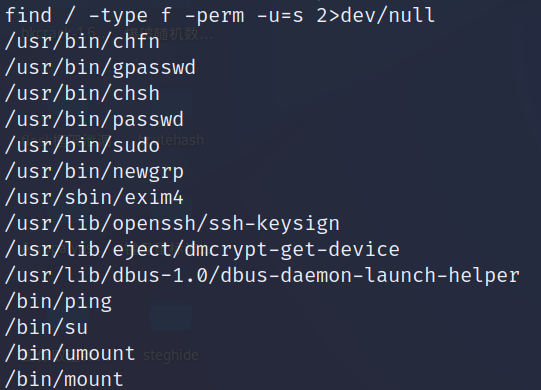 find / -type f -perm -u=s 2>dev/null
/usr/bin/chfn
/usr/bin/gpasswd
/usr/bin/chsh
/usr/bin/passwd
/usr/bin/sudo
/usr/bin/newgrp
/usr/sbin/exim4
/usr/lib/openssh/ssh-keysign
/usr/lib/eject/dmcrypt-get-device
/usr/lib/dbus-1.0/dbus-daemon-launch-helper
/bin/ping
/bin/su
/bin/umount
steghide
/bin/mount